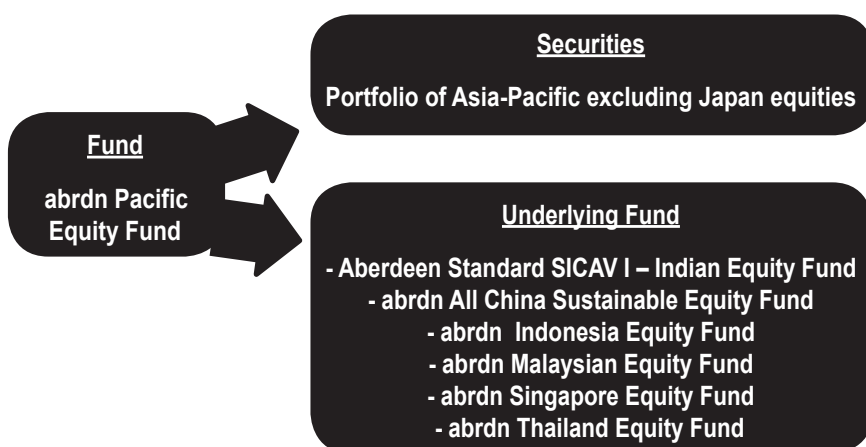 Securities
Portfolio of Asia-Pacific excluding Japan equities
Fund
abrdn Pacific
Equity Fund
Underlying Fund
- Aberdeen Standard SICAV I – Indian Equity Fund
- abrdn All China Sustainable Equity Fund
- abrdn Indonesia Equity Fund
- abrdn Malaysian Equity Fund
- abrdn Singapore Equity Fund
- abrdn Thailand Equity Fund